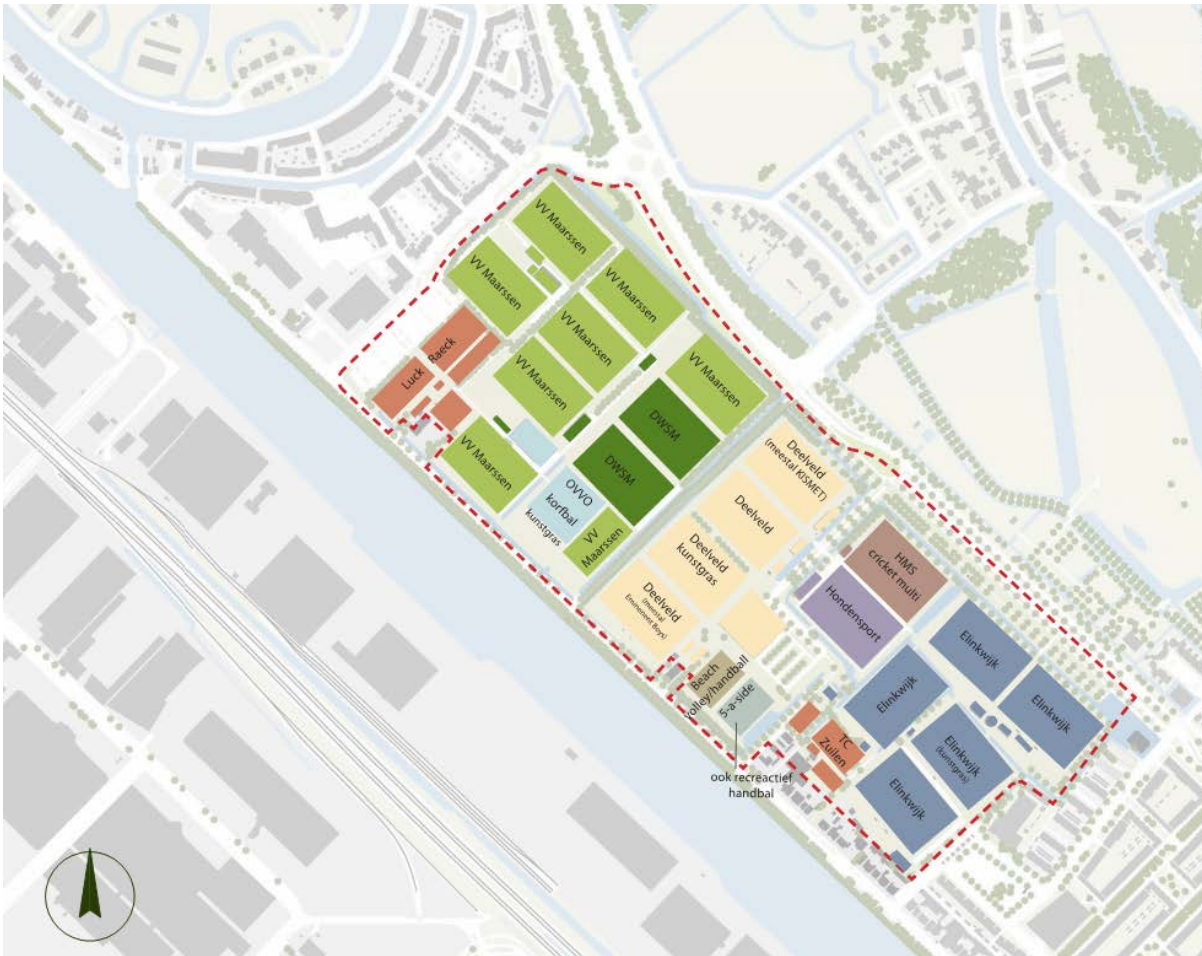 VV Maarssen
VV Maarssen
VV Maarssen
VV Maarssen
VV Maarssen
VV Maarssen
Luck Raeck
VV Maarssen
DWSM
DWSM
OVVO
korfbal
kunstgras
VV
Maarssen
Deelveld
(meestal KISMET)
Deelveld
Deelveld
kunstgras
Deelveld
(meestal
Emineneet Boys)
HMS
cricket multi
Hondensport
Beach
volley/handball
5-a-side
ook recreactief
handbal
TC
Zuilen
Elinkwijk
Elinkwijk
Elinkwijk
Elinkwijk
(kunstgras)
Elinkwijk